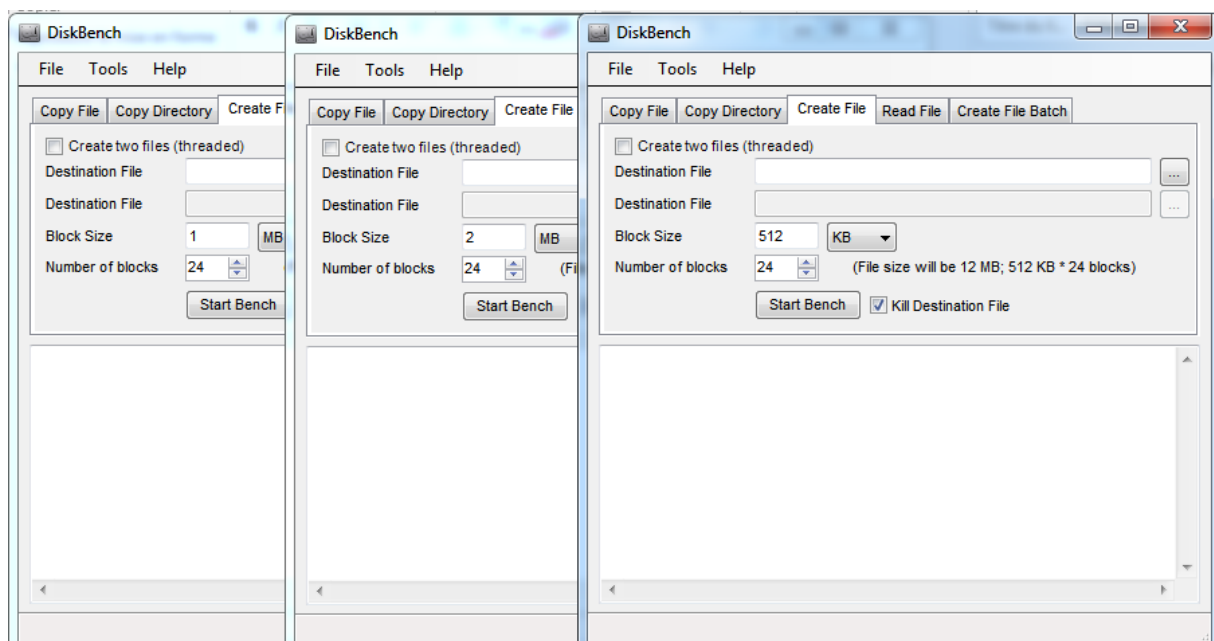 DiskBench
File Tools Help
Copy File Copy Directory Create Fi
Create two files (threaded)
Destination File
Destination File
Block Size 1 MB
Number of blocks 24
Start Bench
DiskBench
File Tools Help
Copy File Copy Directory Create File
Create two files (threaded)
Destination File
Destination File
Block Size 2 MB
Number of blocks 24 (Fi
Start Bench
DiskBench
File Tools Help
Copy File Copy Directory Create File Read File Create File Batch
Create two files (threaded)
Destination File ...
Destination File ...
Block Size 512 KB
Number of blocks 24 (File size will be 12 MB; 512 KB * 24 blocks)
Start Bench Kill Destination File